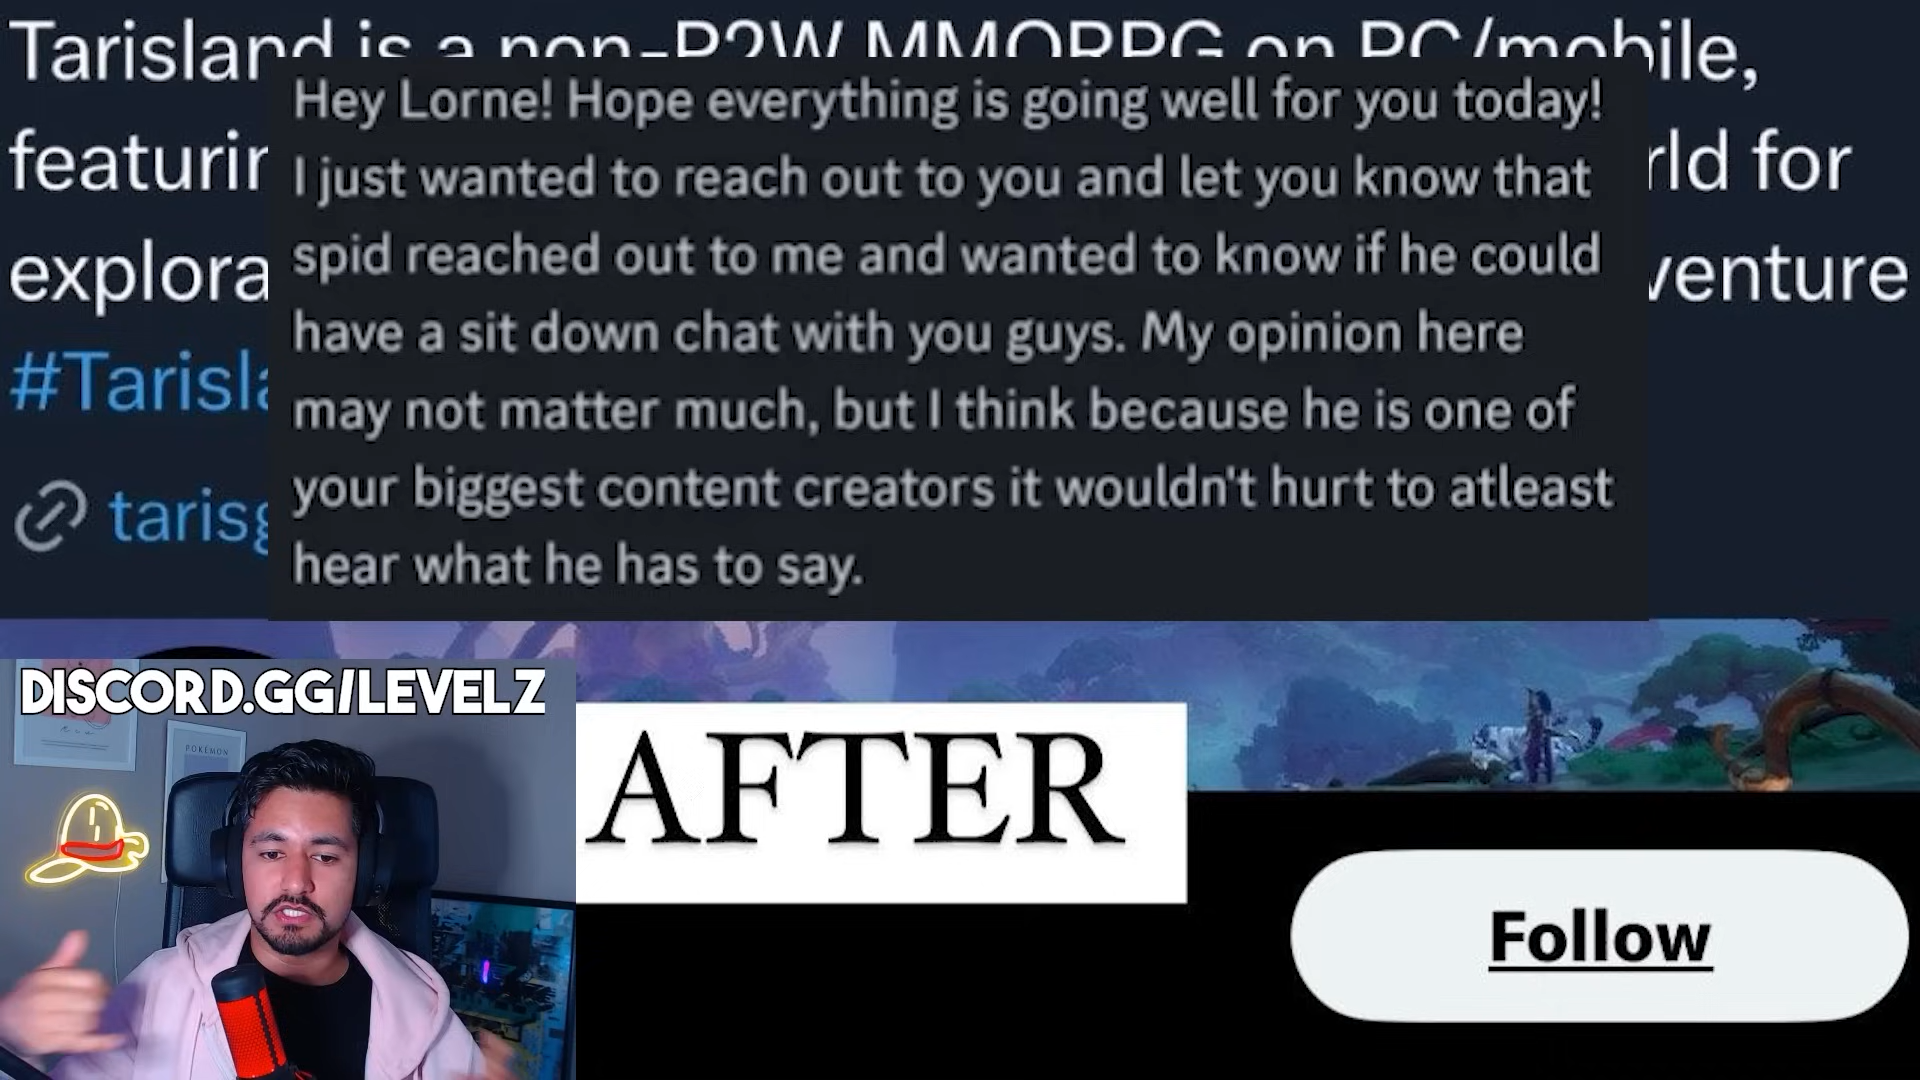 Tarisland is a non-P2W MMORPG on PC/mobile,
Hey Lorne! Hope everything is going well for you today!
I just wanted to reach out to you and let you know that
spid reached out to me and wanted to know if he could
have a sit down chat with you guys. My opinion here
may not matter much, but I think because he is one of
your biggest content creators it wouldn't hurt to atleast
hear what he has to say.
featurin
rld for
explora
venture
#Tarisla
tarisg
DISCORD.GG/LEVELZ
POKÉMON
AFTER
Follow